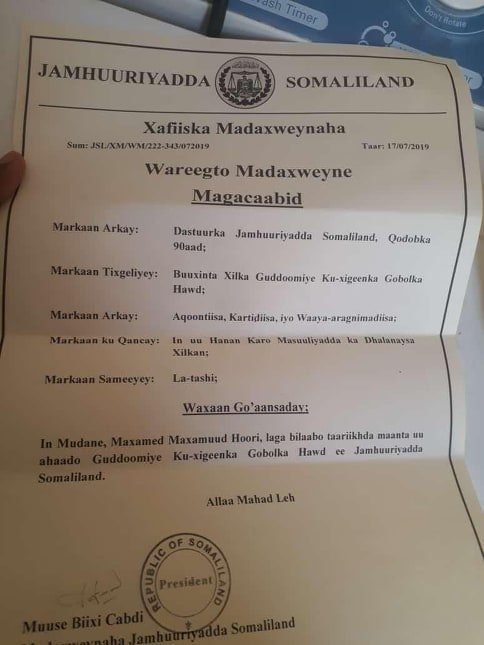 ash Timer
Don't Rotate
JAMHUURIYADDA SOMALILAND
Xafiiska Madaxweynaha
Sum: JSL/XM/WM/222-343/072019 Taar: 17/07/2019
Wareegto Madaxweyne
Magacaabid
Markaan Arkay: Dastuurka Jamhuuriyadda Somaliland, Qodobka
90aad;
Markaan Tixgeliyey: Buuxinta Xilka Guddoomiye Ku-xigeenka Gobolka
Hawd;
Markaan Arkay: Aqoontiisa, Kartidiisa, iyo Waaya-aragnimadiisa;
Markaan ku Qancay: In uu Hanan Karo Masuuliyadda ka Dhalanaysa
Xilkan;
Markaan Sameeyey: La-tashi;
Waxaan Go'aansaday;
In Mudane, Maxamed Maxamuud Hoori, laga bilaabo taariikhda maanta uu
ahaado Guddoomiye Ku-xigeenka Gobolka Hawd ee Jamhuuriyadda
Somaliland.
Allaa Mahad Leh
REPUBLIC OF SOMALILAND
President
Muuse Biixi Cabdi
Jamhuuriyadda Somaliland